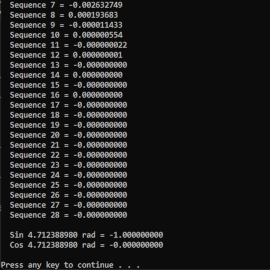 Sequence 7 = -0.002632749
Sequence 8 = 0.000193683
Sequence 9 = -0.000011433
Sequence 10 = 0.000000554
Sequence 11 = -0.000000022
Sequence 12 = 0.000000001
Sequence 13 = -0.000000000
Sequence 14 = 0.000000000
Sequence 15 = -0.000000000
Sequence 16 = 0.000000000
Sequence 17 = -0.000000000
Sequence 18 = -0.000000000
Sequence 19 = -0.000000000
Sequence 20 = -0.000000000
Sequence 21 = -0.000000000
Sequence 22 = -0.000000000
Sequence 23 = -0.000000000
Sequence 24 = -0.000000000
Sequence 25 = -0.000000000
Sequence 26 = -0.000000000
Sequence 27 = -0.000000000
Sequence 28 = -0.000000000
Sin 4.712388980 rad = -1.000000000
Cos 4.712388980 rad = -0.000000000
Press any key to continue . . .